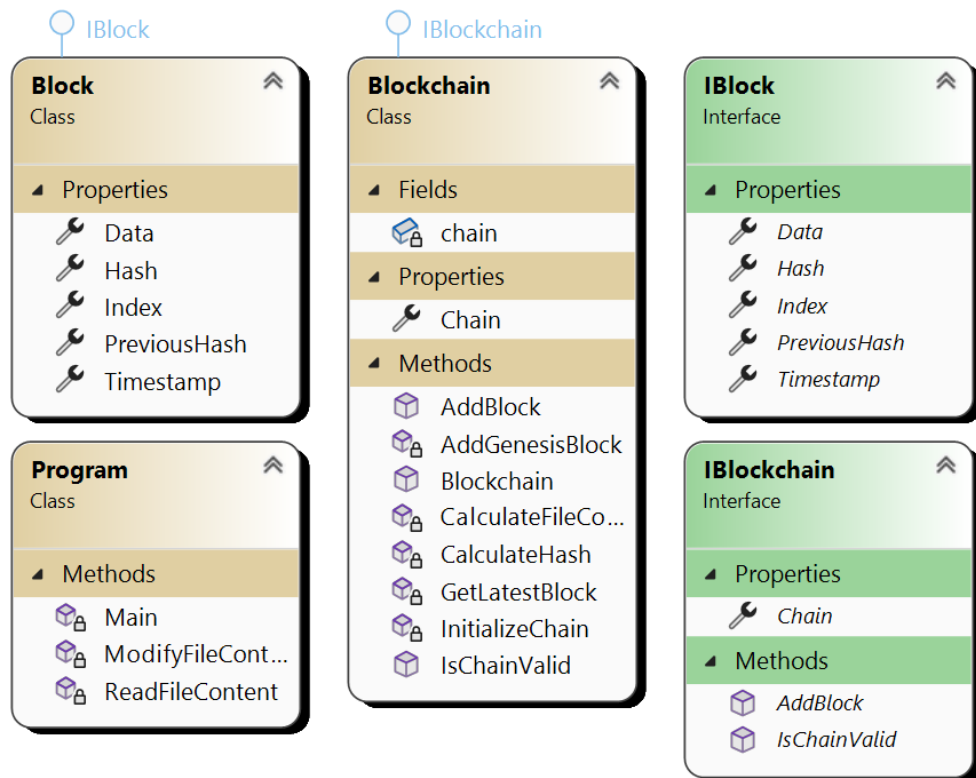 IBlock
Block
Class
Properties
Data
Hash
Index
PreviousHash
Timestamp
Program
Class
Methods
Main
ModifyFileCont...
ReadFileContent
IBlockchain
Blockchain
Class
Fields
chain
Properties
Chain
Methods
AddBlock
AddGenesisBlock
Blockchain
CalculateFileCo...
CalculateHash
GetLatestBlock
InitializeChain
IsChainValid
IBlock
Interface
Properties
Data
Hash
Index
PreviousHash
Timestamp
IBlockchain
Interface
Properties
Chain
Methods
AddBlock
IsChainValid